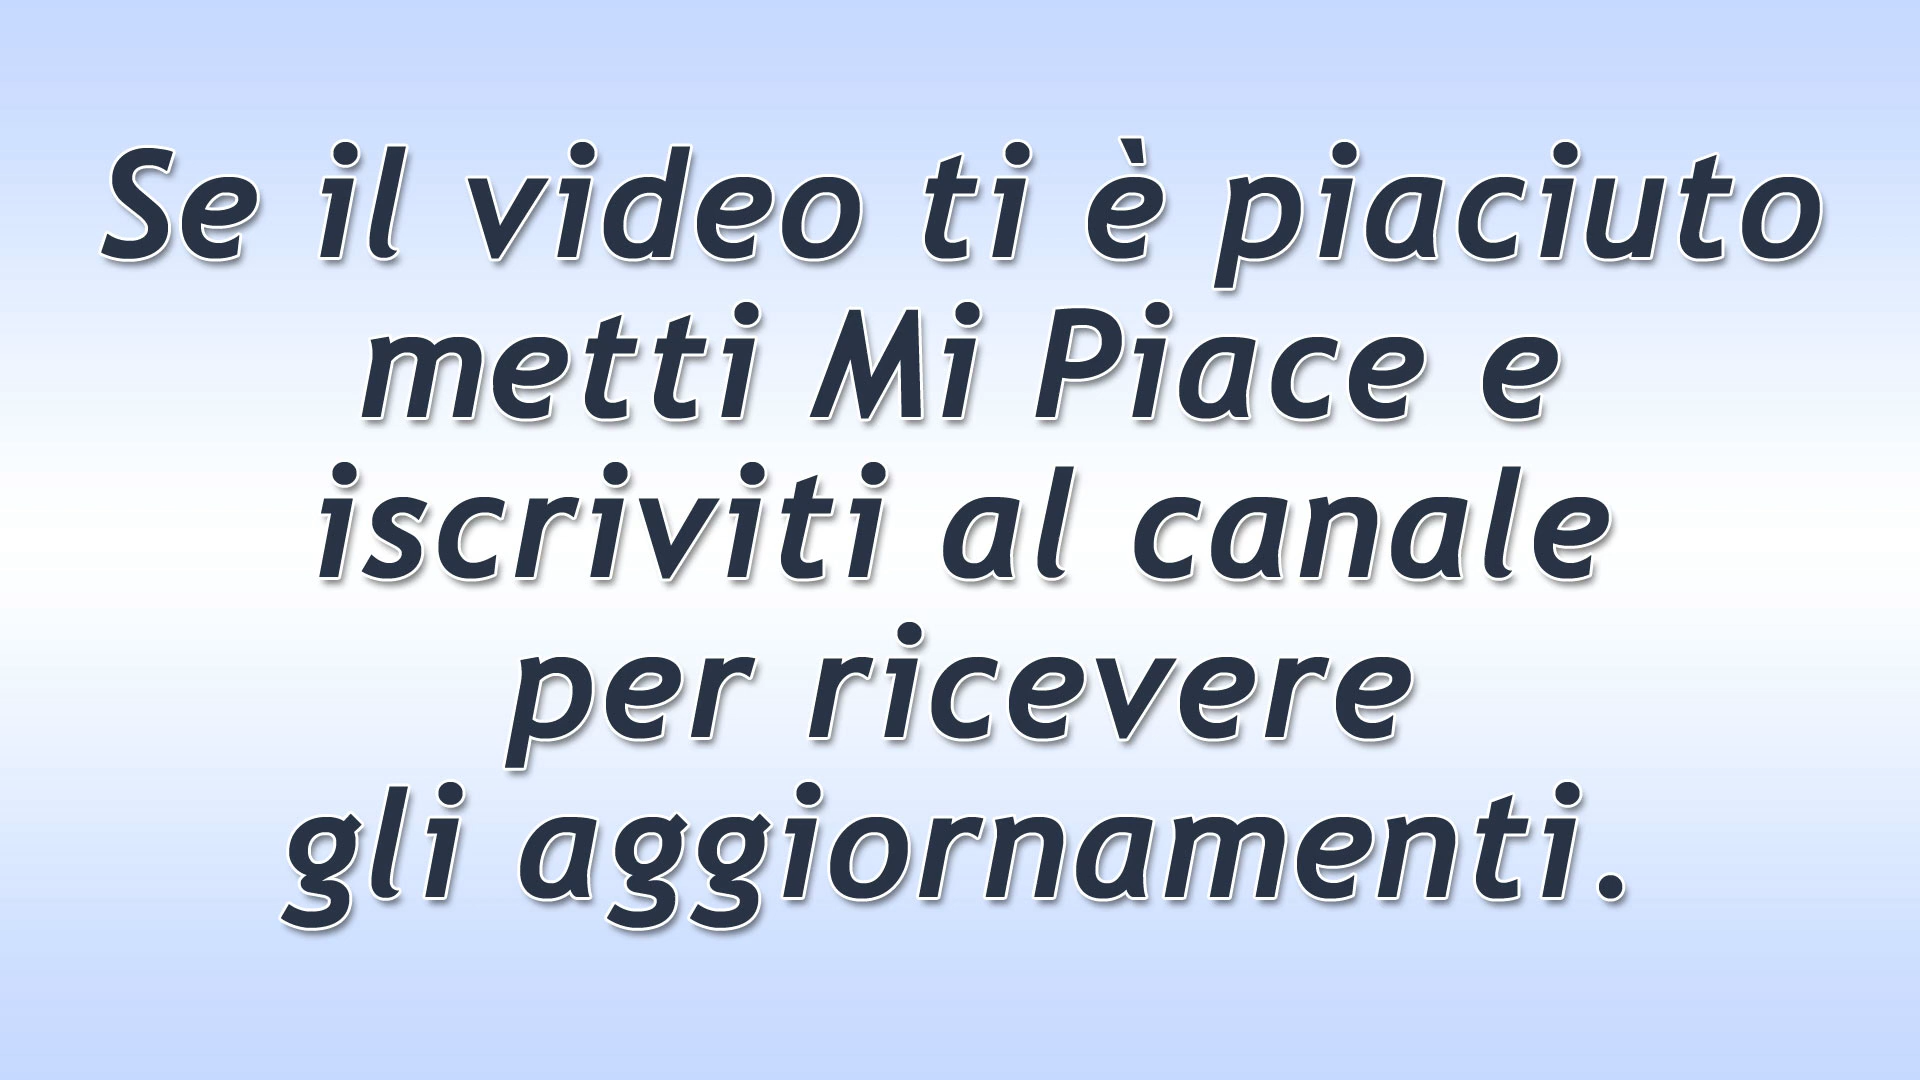 Se il video ti è piaciuto
metti Mi Piace e
iscriviti al canale
per ricevere
gli aggiornamenti.